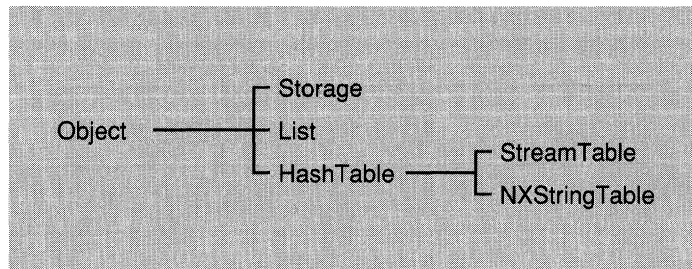 Storage
Object
List
HashTable
StreamTable
NXStringTable